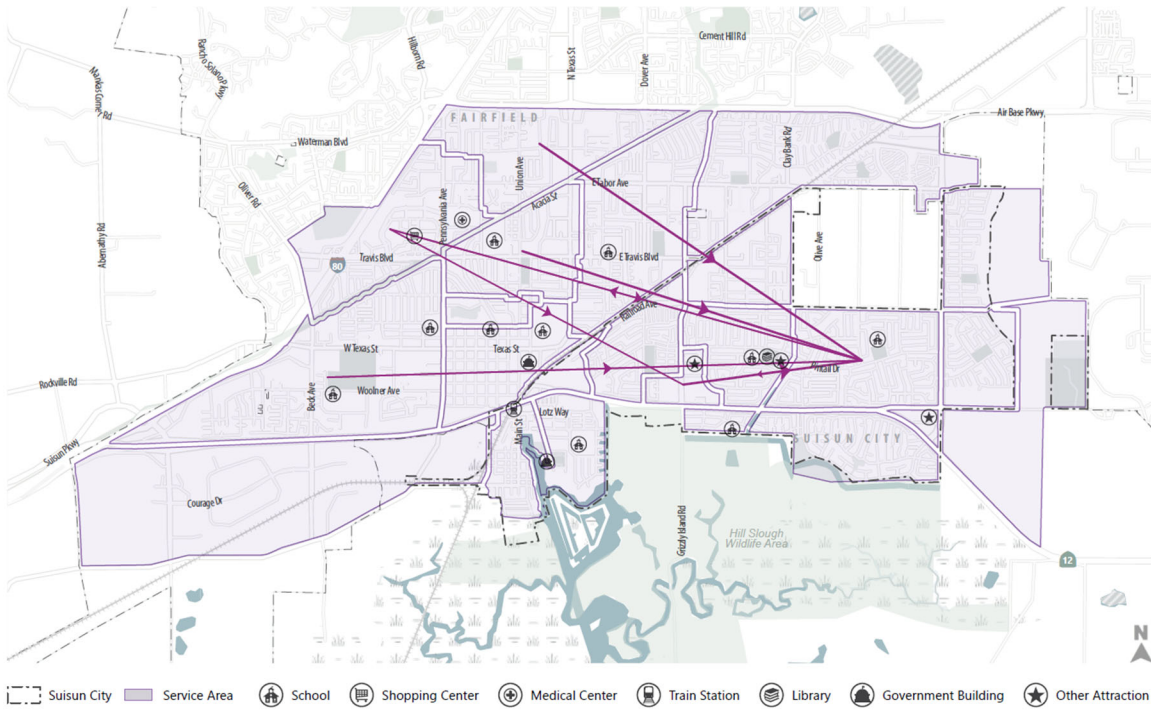 Cement Hill Rd
Hilborn Rd
Rancho Solano Pkwy
N Texas St
Dover Ave
Mankas Corner Rd
Air Base Pkwy
FAIRFIELD
Waterman Blvd
Clay Bank Rd
Union Ave
E Tabor Ave
Oliver Rd
Acacia St
Pennsylvania Ave
Abernathy Rd
Olive Ave
Travis Blvd
E Travis Blvd
80
Railroad Ave
W Texas St
Texas St
Rockville Rd
Beck Ave
Woolner Ave
Main St
Lotz Way
SUISUN CITY
Suisun Pkwy
Courage Dr
Grizzly Island Rd
Hill Slough
Wildlife Area
12
N
Suisun City
Service Area
School
Shopping Center
Medical Center
Train Station
Library
Government Building
Other Attraction